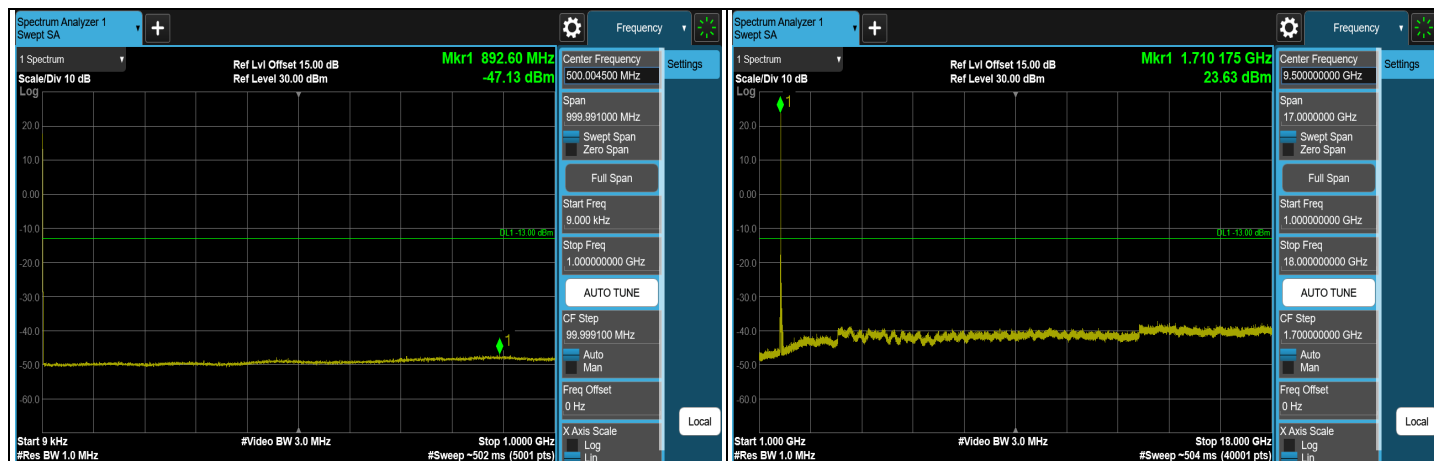 Spectrum Analyzer 1
Swept SA
+
Frequency
1 Spectrum
Scale/Div 10 dB
Log
Ref Lvl Offset 15.00 dB
Ref Level 30.00 dBm
Mkr1 892.60 MHz
-47.13 dBm
20.0
10.0
0.00
-10.0
-20.0
-30.0
-40.0
-50.0
-60.0
DL1 -13.00 dBm
1
Start 9 kHz
#Res BW 1.0 MHz
#Video BW 3.0 MHz
Stop 1.0000 GHz
#Sweep ~502 ms (5001 pts)
Center Frequency
500.004500 MHz
Span
999.991000 MHz
Swept Span
Zero Span
Full Span
Start Freq
9.000 kHz
Stop Freq
1.000000000 GHz
AUTO TUNE
CF Step
99.999100 MHz
Auto
Man
Freq Offset
0 Hz
X Axis Scale
Log
Lin
Settings
Local
Spectrum Analyzer 1
Swept SA
+
Frequency
1 Spectrum
Scale/Div 10 dB
Log
Ref Lvl Offset 15.00 dB
Ref Level 30.00 dBm
Mkr1 1.710 175 GHz
23.63 dBm
1
20.0
10.0
0.00
-10.0
-20.0
-30.0
-40.0
-50.0
-60.0
DL1 -13.00 dBm
Start 1.000 GHz
#Res BW 1.0 MHz
#Video BW 3.0 MHz
Stop 18.000 GHz
#Sweep ~504 ms (40001 pts)
Center Frequency
9.500000000 GHz
Span
17.0000000 GHz
Swept Span
Zero Span
Full Span
Start Freq
1.000000000 GHz
Stop Freq
18.000000000 GHz
AUTO TUNE
CF Step
1.700000000 GHz
Auto
Man
Freq Offset
0 Hz
X Axis Scale
Log
Lin
Settings
Local